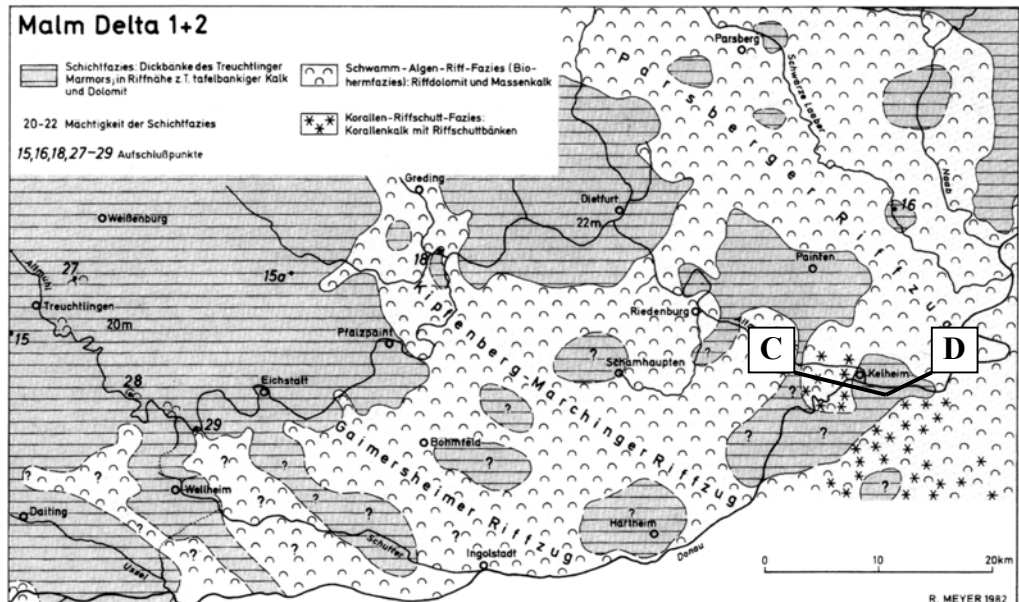 Malm Delta 1+2
Schichtfazies: Dickbänke des Treuchtlinger
Marmors; in Riffnähe z.T. tafelbankiger Kalk
und Dolomit
20-22 Mächtigkeit der Schichtfazies
15,16,18,27-29 Aufschlußpunkte
Schwamm-Algen-Riff-Fazies (Bio-
hermfazies): Riffdolomit und Massenkalk
Korallen-Riffschutt-Fazies:
Korallenkalk mit Riffschuttbänken
Parsberg
Schwarze Laaber
Parsberger Riffzug
Naab
Greding
Weißenburg
Dietfurt
22m
16
18
27
15a
Altmühl
Painten
Treuchtlingen
20m
15
Riedenburg
Pfalzpaint
C
D
Schamhaupten
?
?
Kelheim
?
28
Eichstätt
Kipfenberg-Marchinger Riffzug
?
29
Gaimersheimer Riffzug
Böhmfeld
?
?
?
?
?
?
?
?
Wellheim
Daiting
?
?
Hartheim
Schutter
Ingolstadt
Donau
Ussel
0 10 20km
R. MEYER 1982